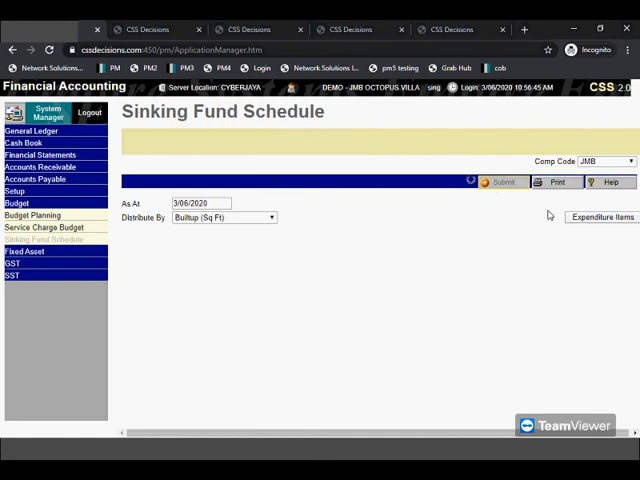 CSS Decisions CSS Decisions CSS Decisions CSS Decisions
cssdecisions.com:450/pm/ApplicationManager.htm Incognito
Network Solutions... PM PM2 PM3 PM4 Login Network Solutions I... pm5 testing Grab Hub cob
Financial Accounting Server Location: CYBERJAYA DEMO - JMB OCTOPUS VILLA sing Login: 3/06/2020 10:56:45 AM CSS 2.0
System Manager Logout
Sinking Fund Schedule
General Ledger
Cash Book
Financial Statements
Accounts Receivable
Accounts Payable
Setup
Budget
Budget Planning
Service Charge Budget
Sinking Fund Schedule
Fixed Asset
GST
SST
Comp Code JMB
Submit Print ? Help
As At 3/06/2020
Distribute By Builtup (Sq Ft) Expenditure Items
TeamViewer